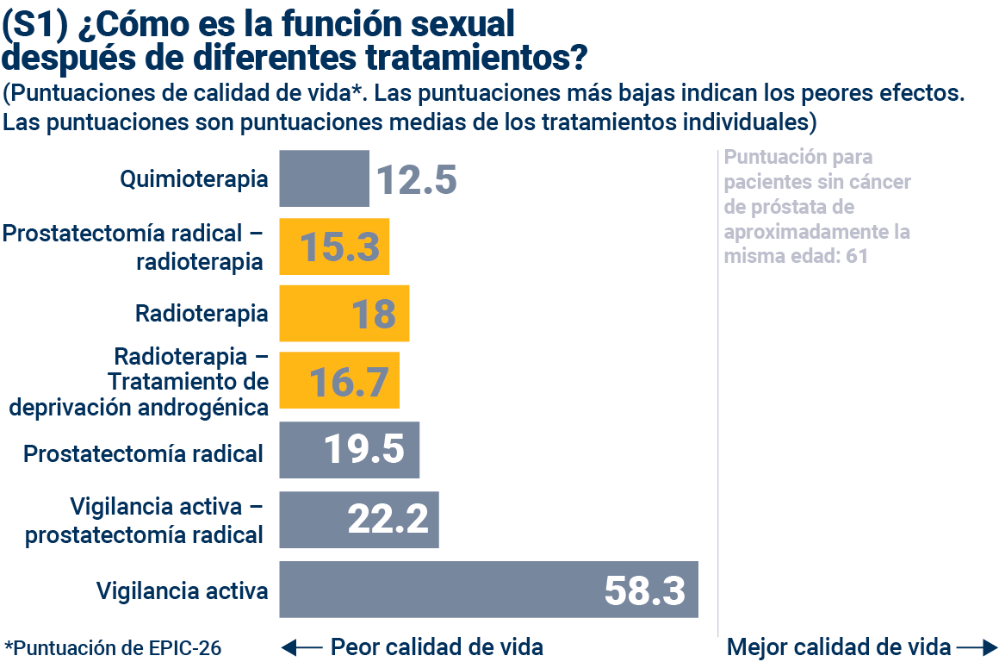 (S1) ¿Cómo es la función sexual
después de diferentes tratamientos?
(Puntuaciones de calidad de vida*. Las puntuaciones más bajas indican los peores efectos.
Las puntuaciones son puntuaciones medias de los tratamientos individuales)
Puntuación para
pacientes sin cáncer
de próstata de
aproximadamente la
misma edad: 61
Quimioterapia
12.5
Prostatectomía radical –
radioterapia
15.3
Radioterapia
18
Radioterapia –
Tratamiento de
deprivación androgénica
16.7
Prostatectomía radical
19.5
Vigilancia activa –
prostatectomía radical
22.2
Vigilancia activa
58.3
*Puntuación de EPIC-26
Peor calidad de vida
Mejor calidad de vida